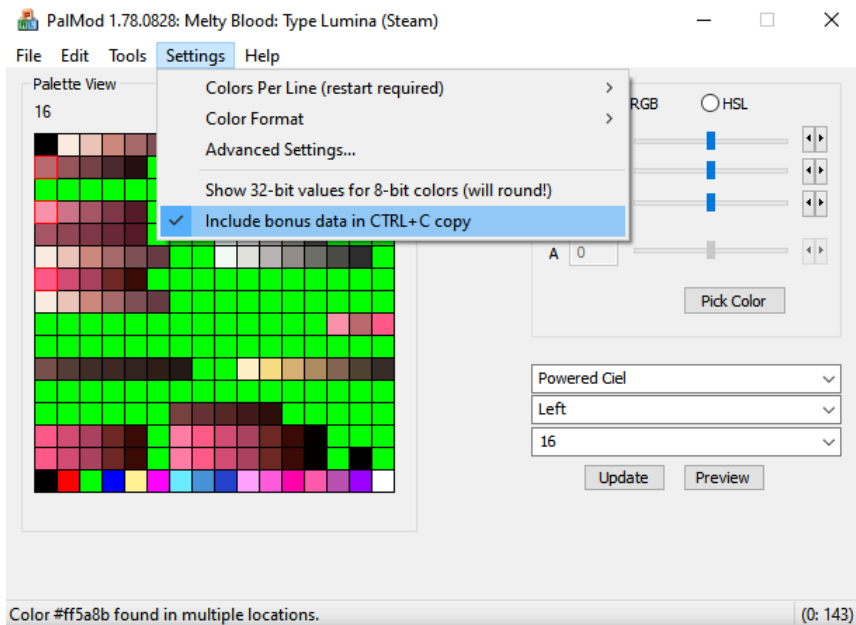 PalMod 1.78.0828: Melty Blood: Type Lumina (Steam)
File Edit Tools Settings Help
Palette View
16
Colors Per Line (restart required)
Color Format
Advanced Settings...
Show 32-bit values for 8-bit colors (will round!)
Include bonus data in CTRL+C copy
RGB HSL
A 0
Pick Color
Powered Ciel
Left
16
Update Preview
Color #ff5a8b found in multiple locations. (0: 143)